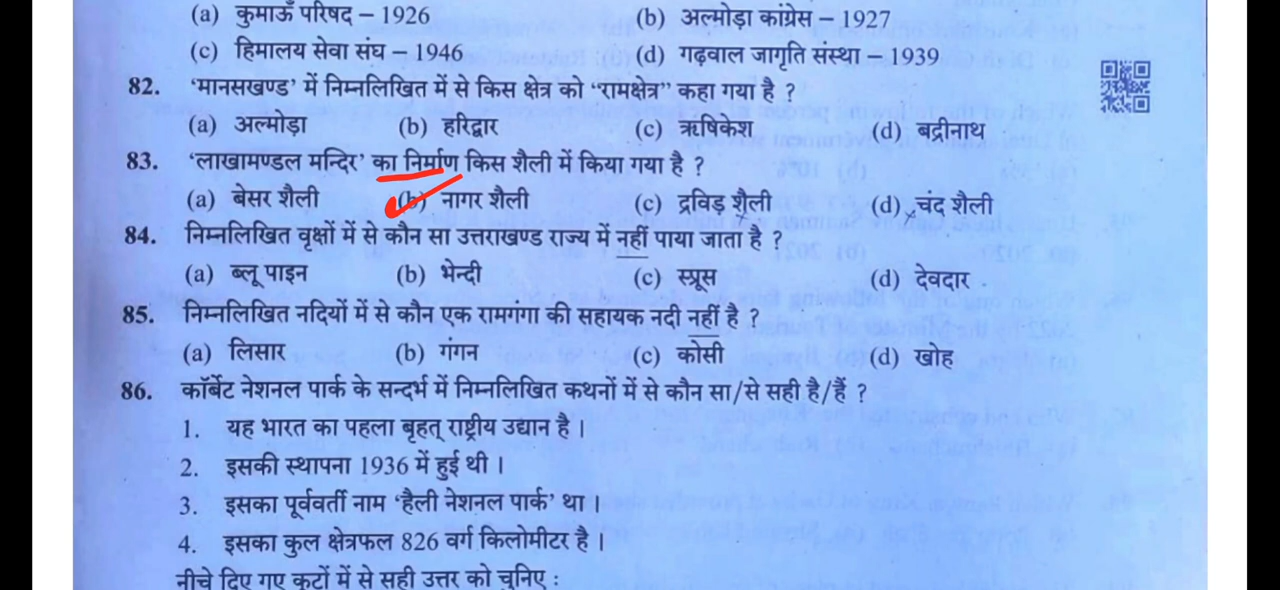 (a) कुमाऊँ परिषद – 1926 (b) अल्मोड़ा कांग्रेस – 1927
(c) हिमालय सेवा संघ – 1946 (d) गढ़वाल जागृति संस्था – 1939
82. 'मानसखण्ड' में निम्नलिखित में से किस क्षेत्र को "रामक्षेत्र" कहा गया है ?
(a) अल्मोड़ा (b) हरिद्वार (c) ऋषिकेश (d) बद्रीनाथ
83. 'लाखामण्डल मन्दिर' का निर्माण किस शैली में किया गया है ?
(a) बेसर शैली (b) नागर शैली (c) द्रविड़ शैली (d) चंद शैली
84. निम्नलिखित वृक्षों में से कौन सा उत्तराखण्ड राज्य में नहीं पाया जाता है ?
(a) ब्लू पाइन (b) भेन्दी (c) स्प्रूस (d) देवदार
85. निम्नलिखित नदियों में से कौन एक रामगंगा की सहायक नदी नहीं है ?
(a) लिसार (b) गंगन (c) कोसी (d) खोह
86. कॉर्बेट नेशनल पार्क के सन्दर्भ में निम्नलिखित कथनों में से कौन सा/से सही है/हैं ?
1. यह भारत का पहला बृहत् राष्ट्रीय उद्यान है ।
2. इसकी स्थापना 1936 में हुई थी ।
3. इसका पूर्ववर्ती नाम 'हैली नेशनल पार्क' था ।
4. इसका कुल क्षेत्रफल 826 वर्ग किलोमीटर है ।
नीचे दिए गए कूटों में से सही उत्तर को चुनिए :